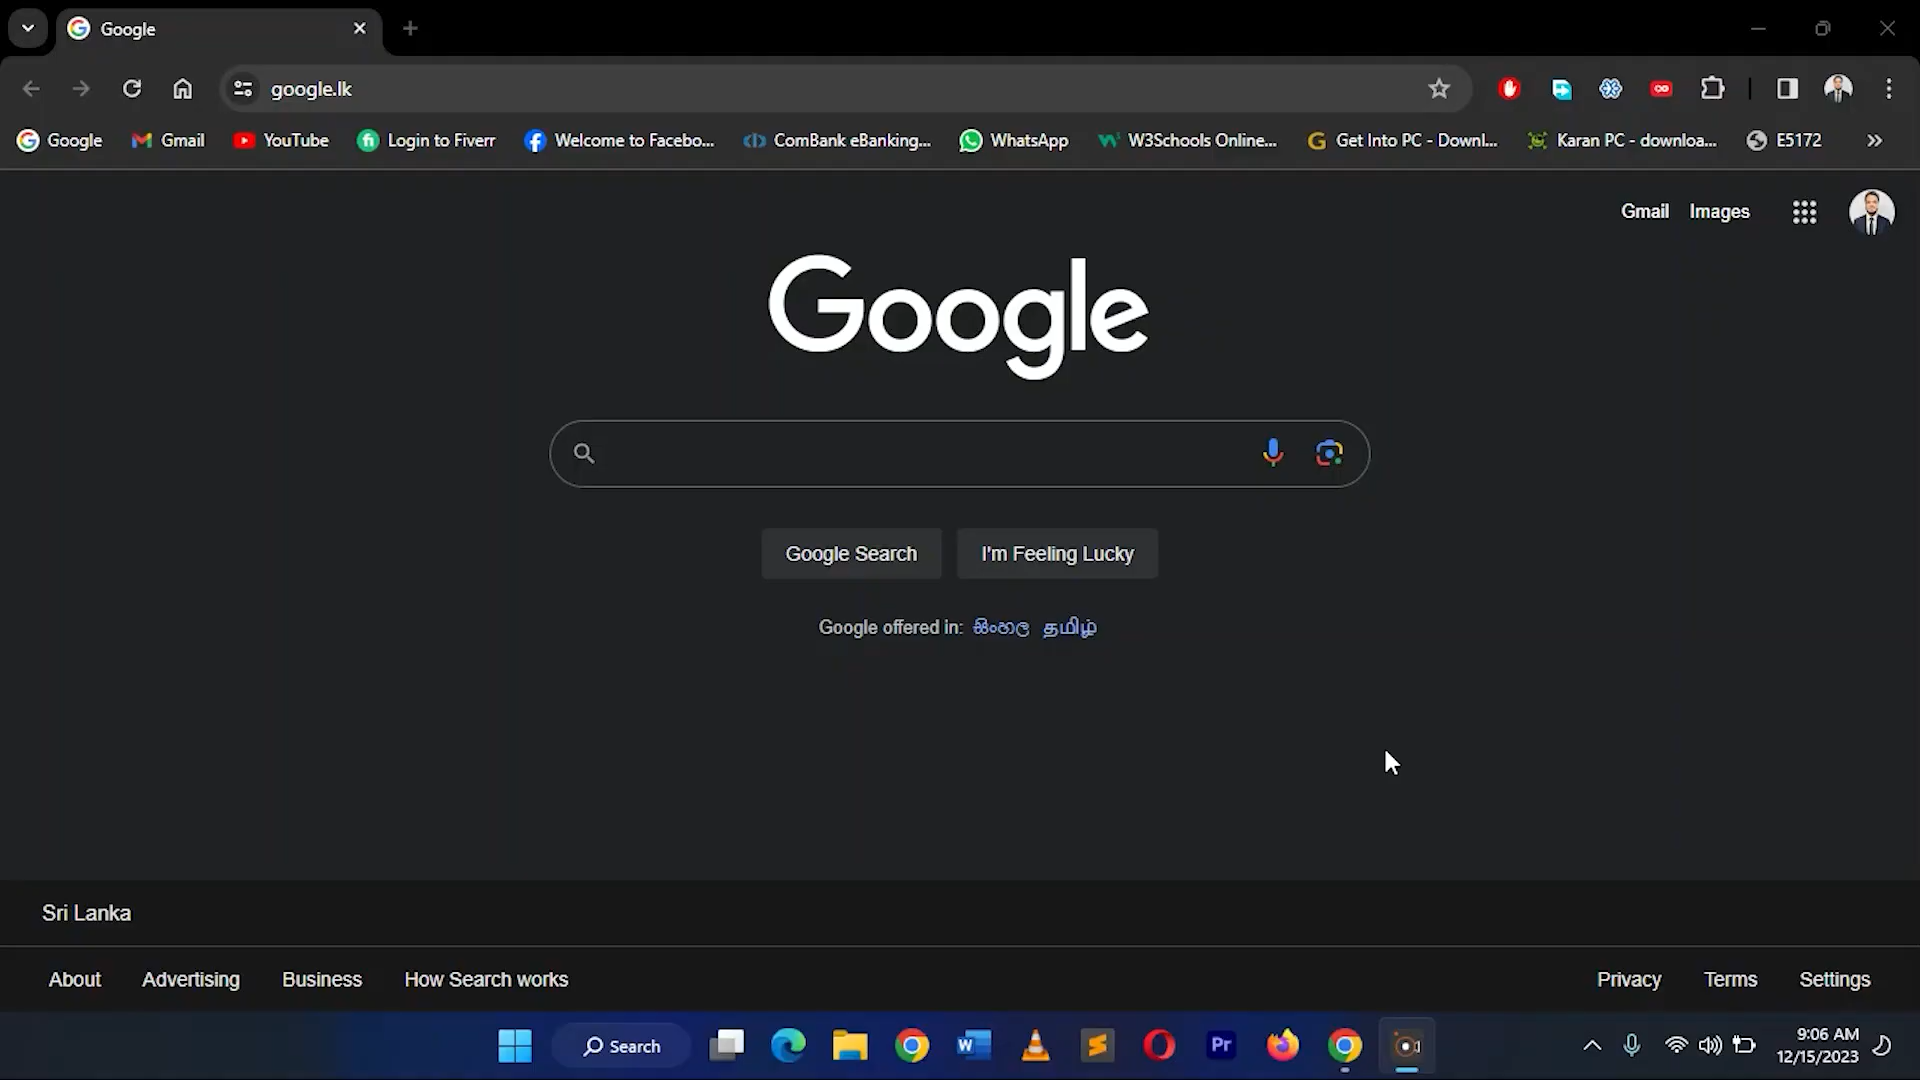 Google
google.lk
Google Gmail YouTube Login to Fiverr Welcome to Facebo... ComBank eBanking... WhatsApp W3Schools Online... Get Into PC - Downl... Karan PC - downloa... E5172
Gmail Images
Google
Google Search I'm Feeling Lucky
Google offered in: සිංහල தமிழ்
Sri Lanka
About Advertising Business How Search works Privacy Terms Settings
Search
9:06 AM
12/15/2023